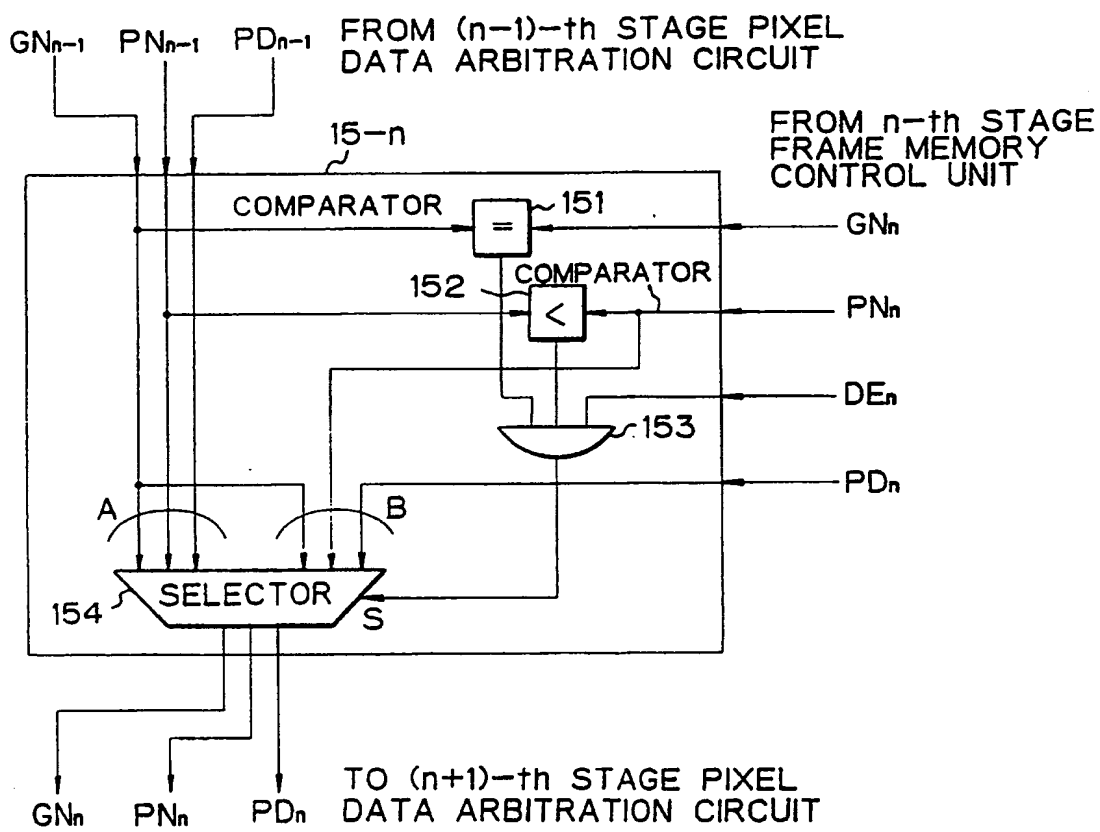 GNn-1 PNn-1 PDn-1 FROM (n-1)-th STAGE PIXEL
DATA ARBITRATION CIRCUIT
FROM n-th STAGE
FRAME MEMORY
CONTROL UNIT
15-n
COMPARATOR
=
151
GNn
COMPARATOR
152
<
PNn
DEn
153
PDn
A
B
SELECTOR
154
S
GNn PNn PDn
TO (n+1)-th STAGE PIXEL
DATA ARBITRATION CIRCUIT